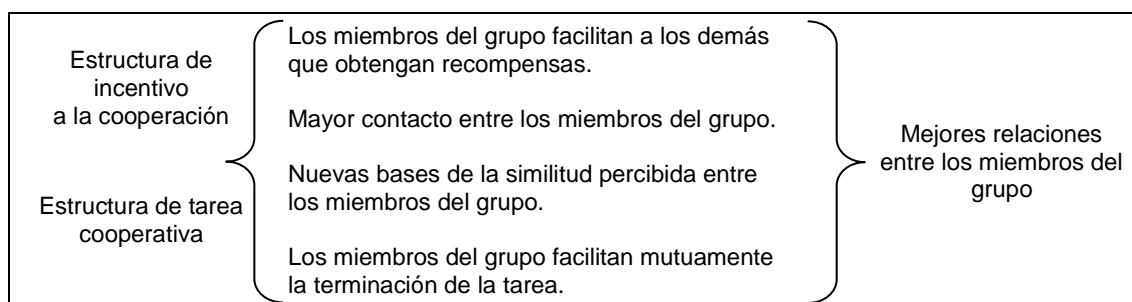 Estructura de
incentivo
a la cooperación
Estructura de tarea
cooperativa
Los miembros del grupo facilitan a los demás
que obtengan recompensas.
Mayor contacto entre los miembros del grupo.
Nuevas bases de la similitud percibida entre
los miembros del grupo.
Los miembros del grupo facilitan mutuamente
la terminación de la tarea.
Mejores relaciones
entre los miembros del
grupo